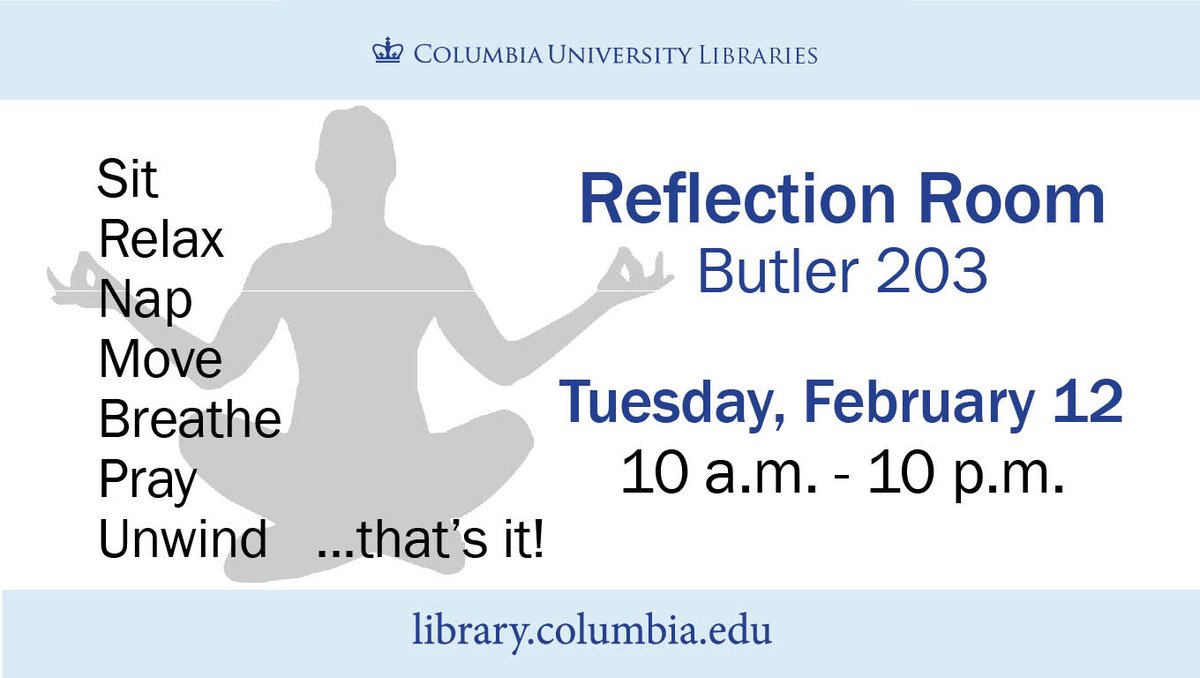 COLUMBIA UNIVERSITY LIBRARIES
Sit
Relax
Nap
Move
Breathe
Pray
Unwind ...that's it!
Reflection Room
Butler 203
Tuesday, February 12
10 a.m. - 10 p.m.
library.columbia.edu